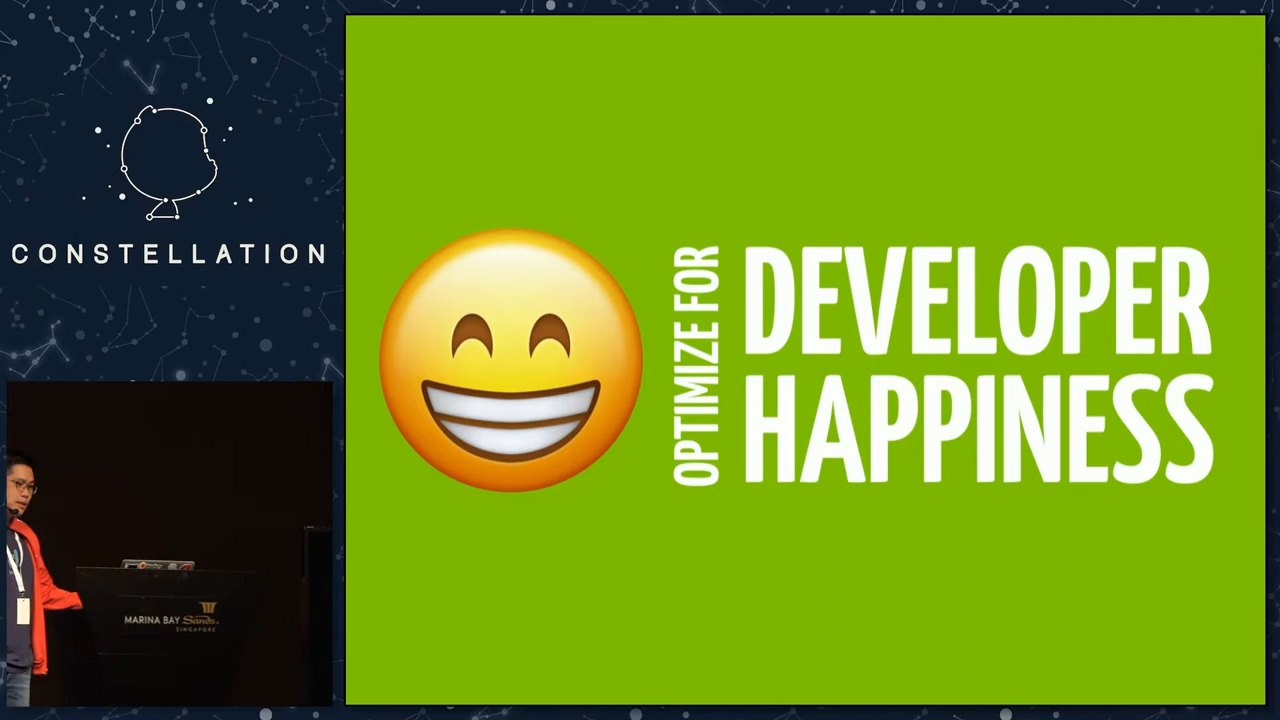 CONSTELLATION
OPTIMIZE FOR
DEVELOPER
HAPPINESS
MARINA BAY Sands
SINGAPORE